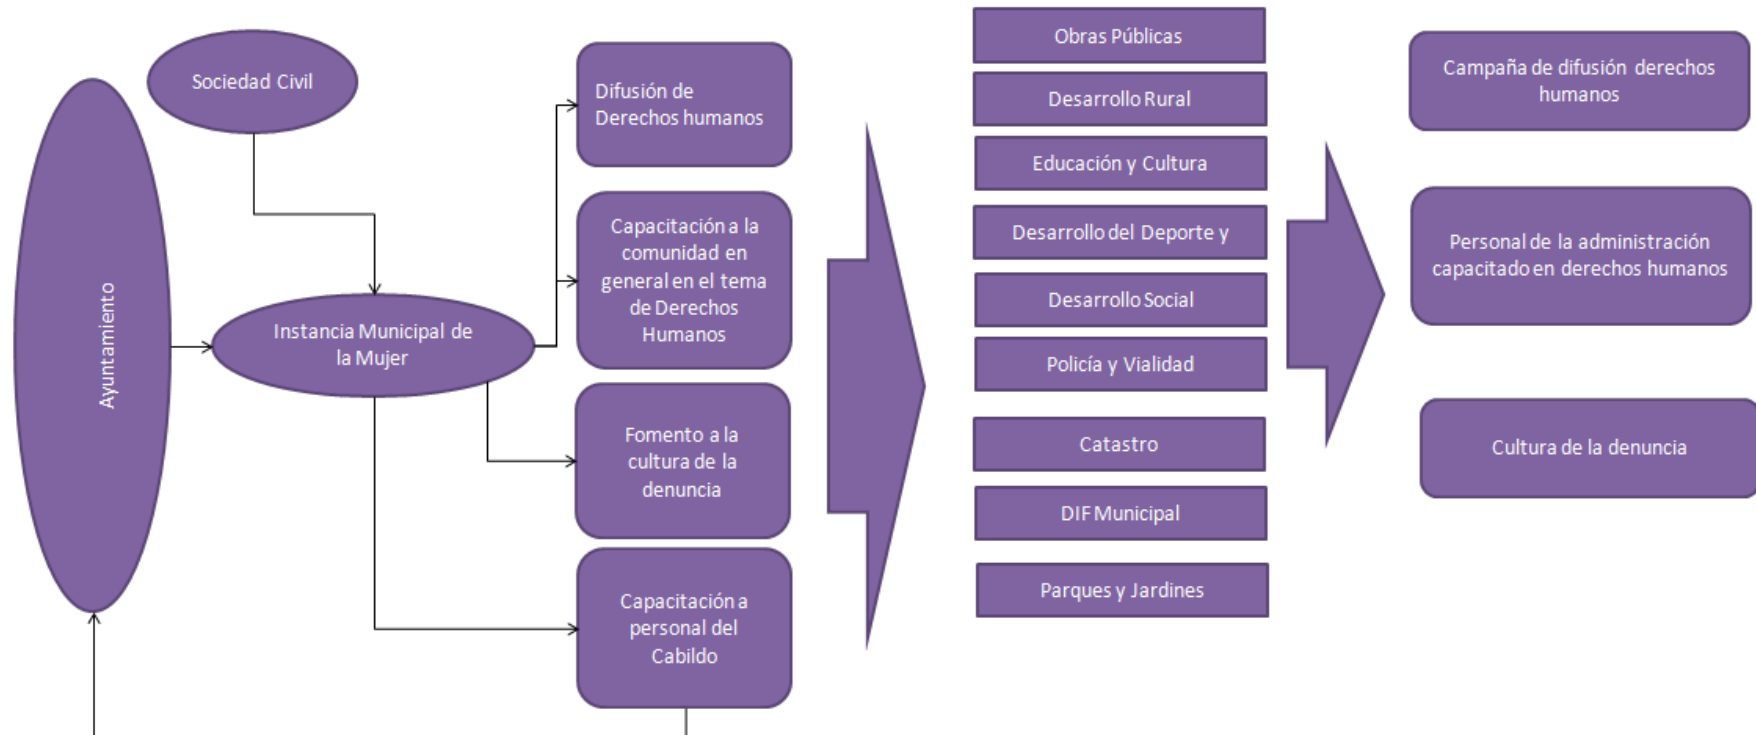 Sociedad Civil
Ayuntamiento
Instancia Municipal de
la Mujer
Difusión de
Derechos humanos
Capacitación a la
comunidad en
general en el tema
de Derechos
Humanos
Fomento a la
cultura de la
denuncia
Capacitación a
personal del
Cabildo
Obras Públicas
Desarrollo Rural
Educación y Cultura
Desarrollo del Deporte y
Desarrollo Social
Policía y Vialidad
Catastro
DIF Municipal
Parques y Jardines
Campaña de difusión derechos
humanos
Personal de la administración
capacitado en derechos humanos
Cultura de la denuncia